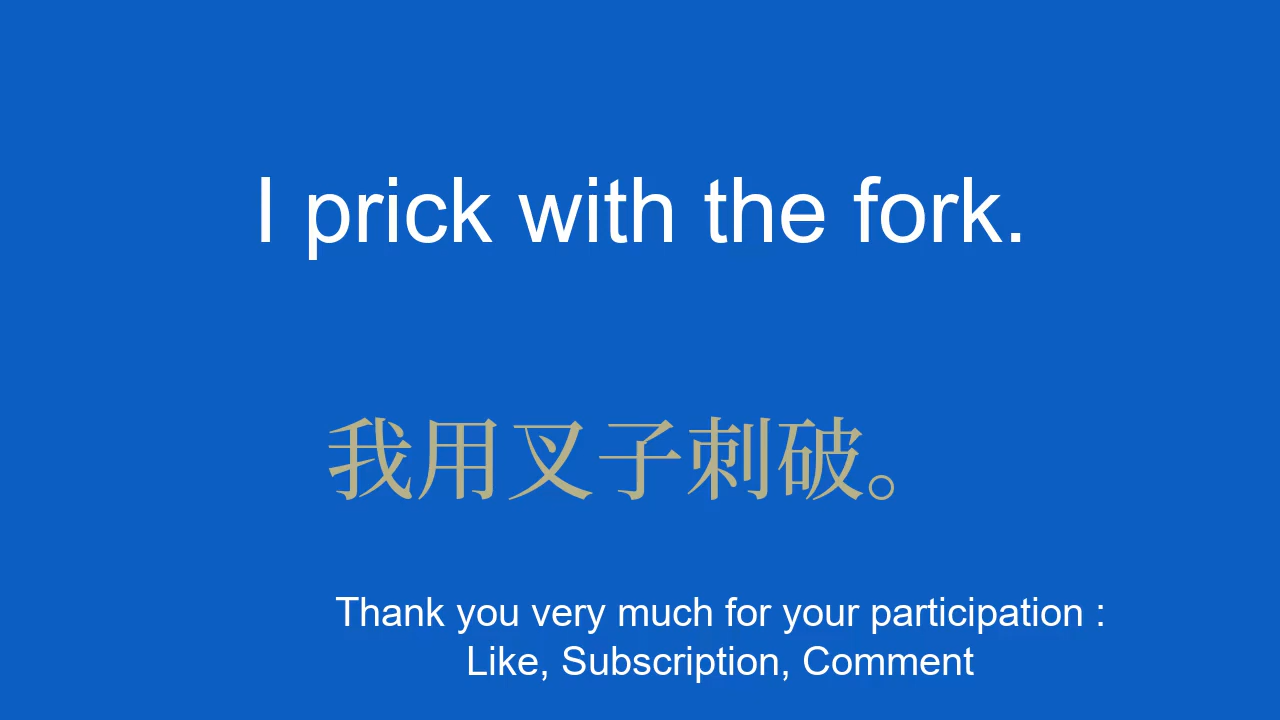 I prick with the fork.
我用叉子刺破。
Thank you very much for your participation :
Like, Subscription, Comment